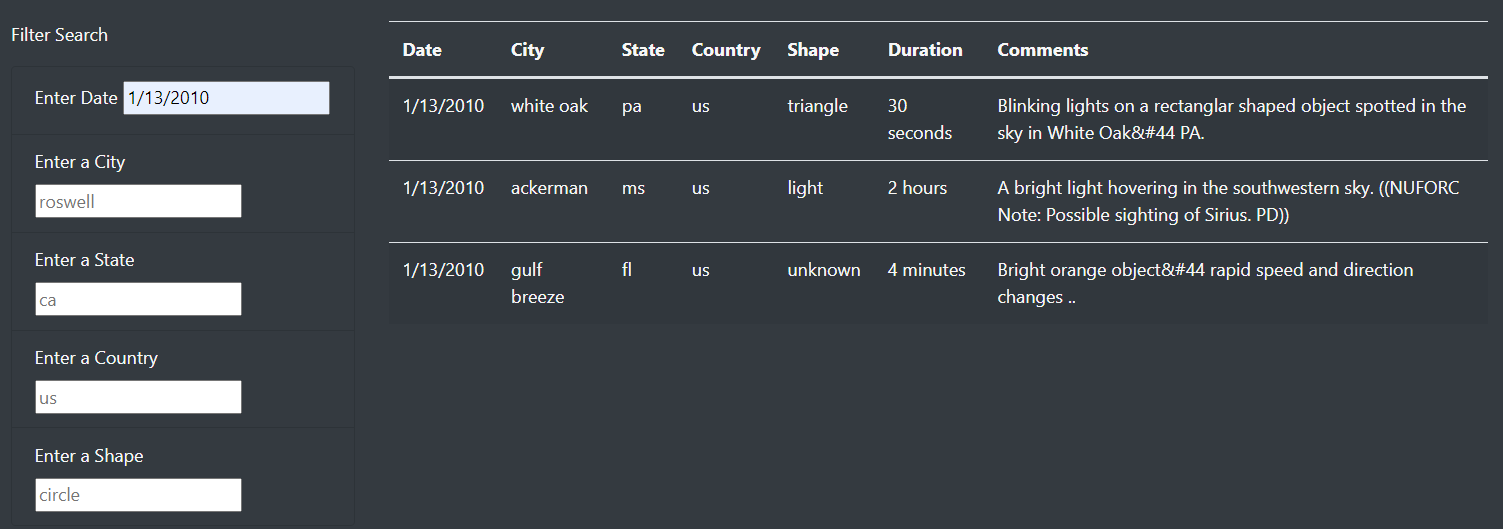 Filter Search
Enter Date 1/13/2010
Enter a City
roswell
Enter a State
ca
Enter a Country
us
Enter a Shape
circle
Date City State Country Shape Duration Comments
1/13/2010 white oak pa us triangle 30 seconds Blinking lights on a rectanglar shaped object spotted in the
sky in White Oak&#44 PA.
1/13/2010 ackerman ms us light 2 hours A bright light hovering in the southwestern sky. ((NUFORC
Note: Possible sighting of Sirius. PD))
1/13/2010 gulf breeze fl us unknown 4 minutes Bright orange object&#44 rapid speed and direction
changes ..